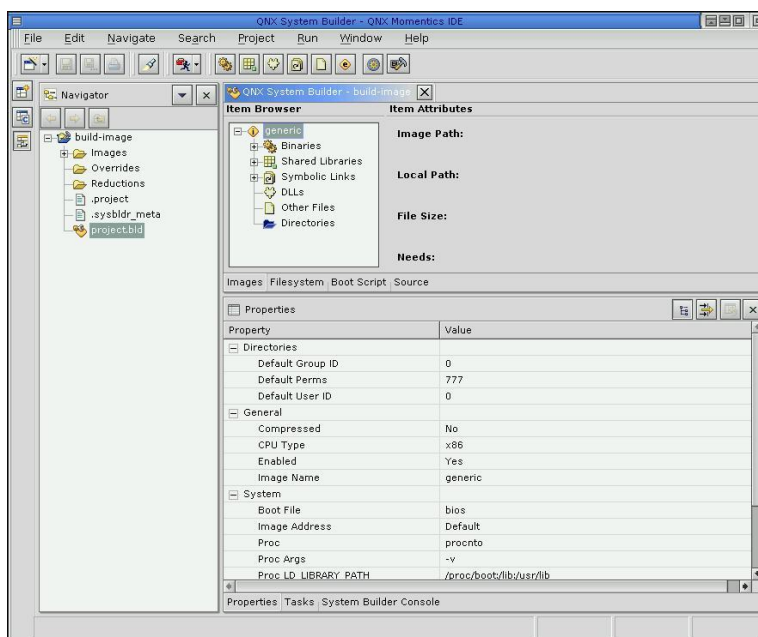 QNX System Builder - QNX Momentics IDE
File Edit Navigate Search Project Run Window Help
Navigator
build-image
Images
Overrides
Reductions
.project
.sysbldr_meta
project.bld
QNX System Builder - build-image
Item Browser
generic
Binaries
Shared Libraries
Symbolic Links
DLLs
Other Files
Directories
Item Attributes
Image Path:
Local Path:
File Size:
Needs:
Images Filesystem Boot Script Source
Properties
Property Value
Directories
Default Group ID 0
Default Perms 777
Default User ID 0
General
Compressed No
CPU Type x86
Enabled Yes
Image Name generic
System
Boot File bios
Image Address Default
Proc procnto
Proc Args -v
Proc LD_LIBRARY_PATH /proc/boot:/lib:/usr/lib
Properties Tasks System Builder Console